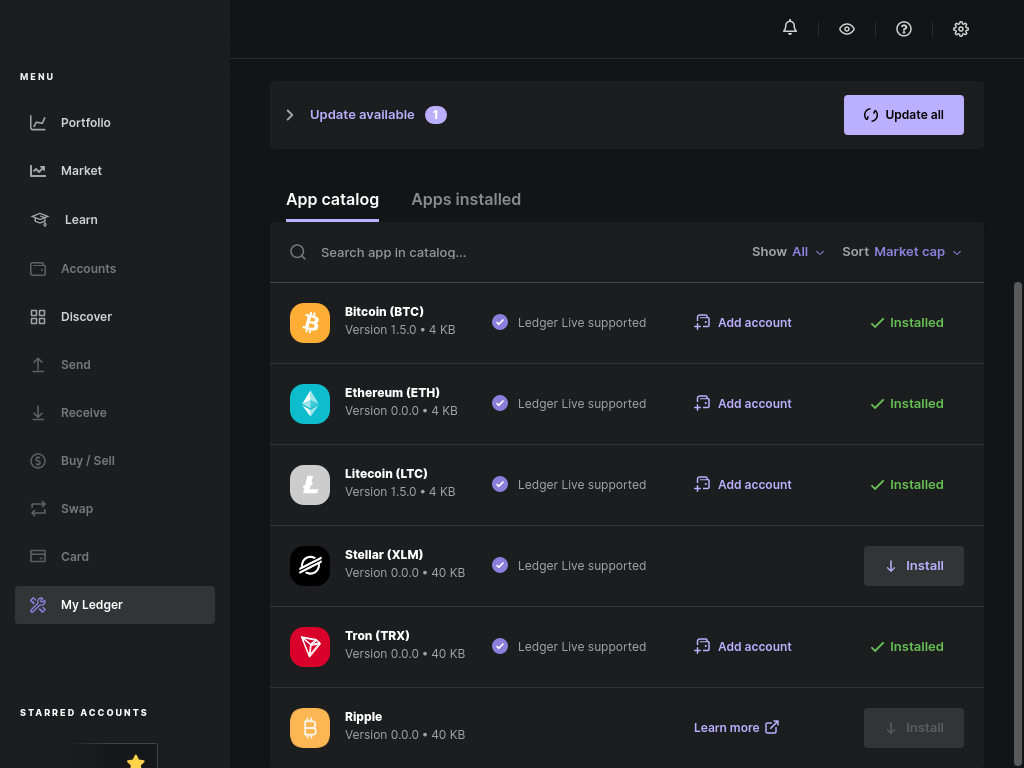 MENU
Portfolio
Market
Learn
Accounts
Discover
Send
Receive
Buy / Sell
Swap
Card
My Ledger
STARRED ACCOUNTS
Update available 1
Update all
App catalog Apps installed
Search app in catalog... Show All Sort Market cap
Bitcoin (BTC)
Version 1.5.0 • 4 KB
Ledger Live supported Add account Installed
Ethereum (ETH)
Version 0.0.0 • 4 KB
Ledger Live supported Add account Installed
Litecoin (LTC)
Version 1.5.0 • 4 KB
Ledger Live supported Add account Installed
Stellar (XLM)
Version 0.0.0 • 40 KB
Ledger Live supported Install
Tron (TRX)
Version 0.0.0 • 40 KB
Ledger Live supported Add account Installed
Ripple
Version 0.0.0 • 40 KB
Learn more Install